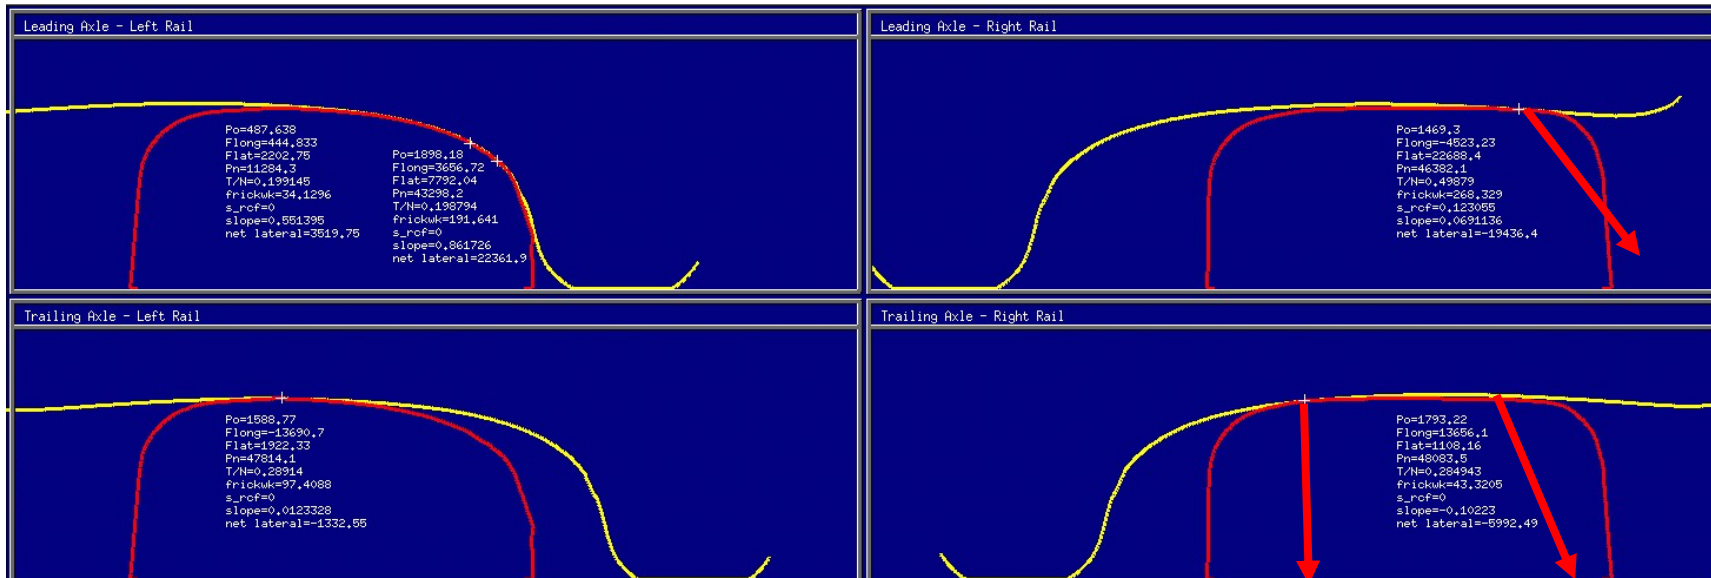 Leading Axle - Left Rail
Po=487.638
Flong=444.833
Flat=2202.75
Pn=11284.3
T/N=0.199145
frickwk=34.1296
s_rcf=0
slope=0.551395
net lateral=3519.75
Po=1898.18
Flong=3656.72
Flat=7792.04
Pn=43298.2
T/N=0.198794
frickwk=191.641
s_rcf=0
slope=0.861726
net lateral=22361.9
Leading Axle - Right Rail
Po=1469.3
Flong=-4523.23
Flat=22688.4
Pn=46382.1
T/N=0.49879
frickwk=268.329
s_rcf=0.123055
slope=0.0691136
net lateral=-19436.4
Trailing Axle - Left Rail
Po=1588.77
Flong=-13690.7
Flat=1922.33
Pn=47814.1
T/N=0.28914
frickwk=97.4088
s_rcf=0
slope=0.0123328
net lateral=-1332.55
Trailing Axle - Right Rail
Po=1793.22
Flong=13656.1
Flat=1108.16
Pn=48083.5
T/N=0.284943
frickwk=43.3205
s_rcf=0
slope=-0.10223
net lateral=-5992.49